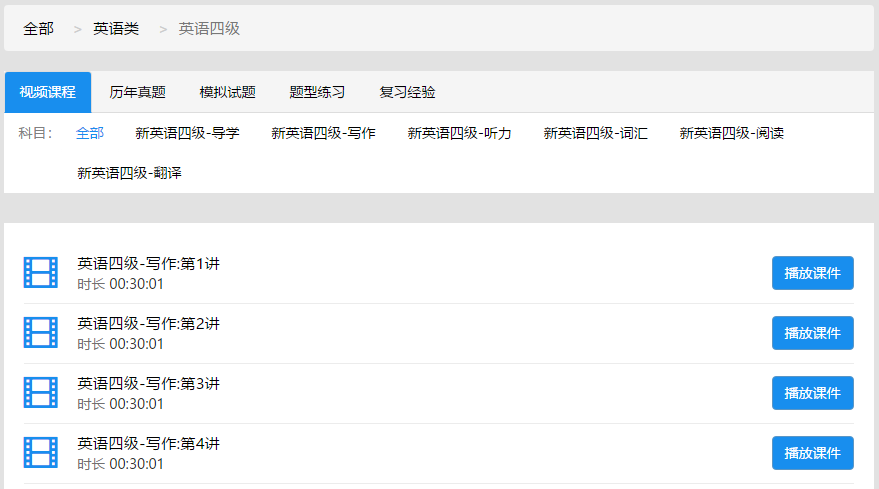 全部 > 英语类 > 英语四级
视频课程 历年真题 模拟试题 题型练习 复习经验
科目： 全部 新英语四级-导学 新英语四级-写作 新英语四级-听力 新英语四级-词汇 新英语四级-阅读
新英语四级-翻译
英语四级-写作:第1讲
时长 00:30:01
播放课件
英语四级-写作:第2讲
时长 00:30:01
播放课件
英语四级-写作:第3讲
时长 00:30:01
播放课件
英语四级-写作:第4讲
时长 00:30:01
播放课件